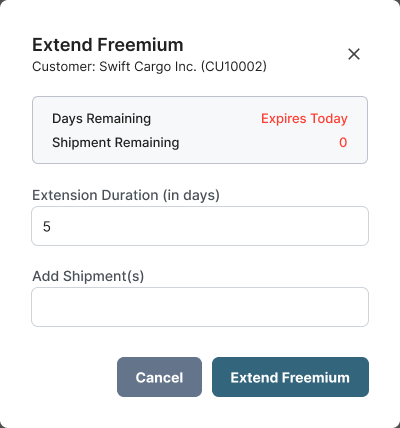 Extend Freemium
Customer: Swift Cargo Inc. (CU10002)
Days Remaining Expires Today
Shipment Remaining 0
Extension Duration (in days)
5
Add Shipment(s)
Cancel Extend Freemium